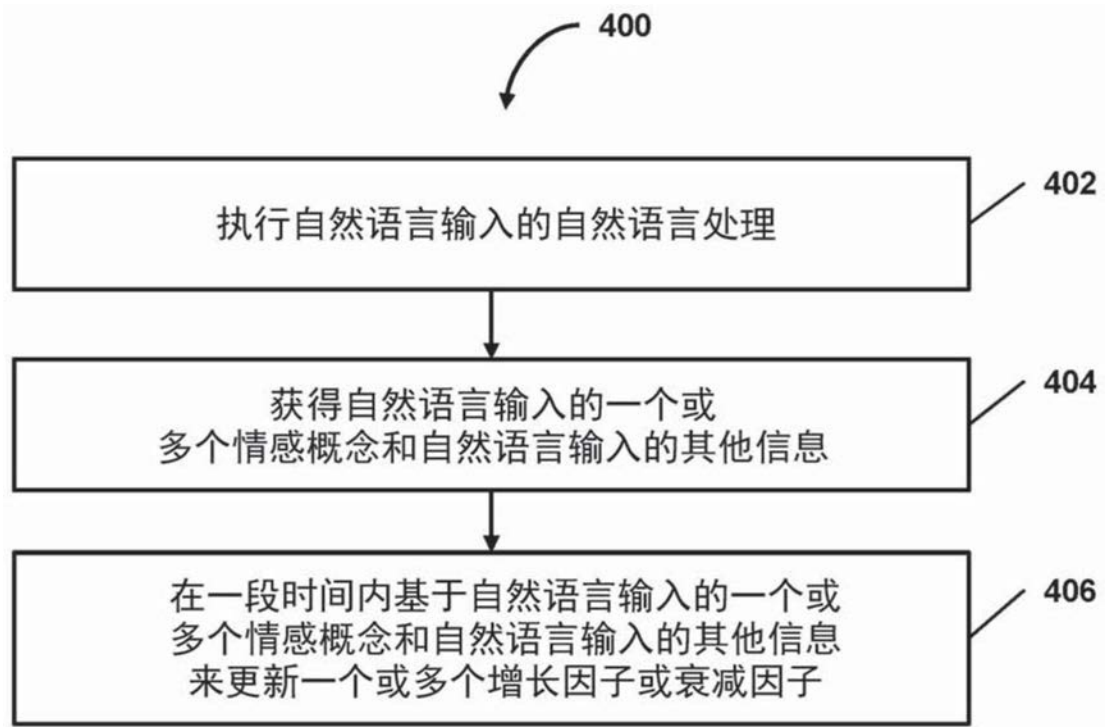 400
402
执行自然语言输入的自然语言处理
404
获得自然语言输入的一个或
多个情感概念和自然语言输入的其他信息
406
在一段时间内基于自然语言输入的一个或
多个情感概念和自然语言输入的其他信息
来更新一个或多个增长因子或衰减因子